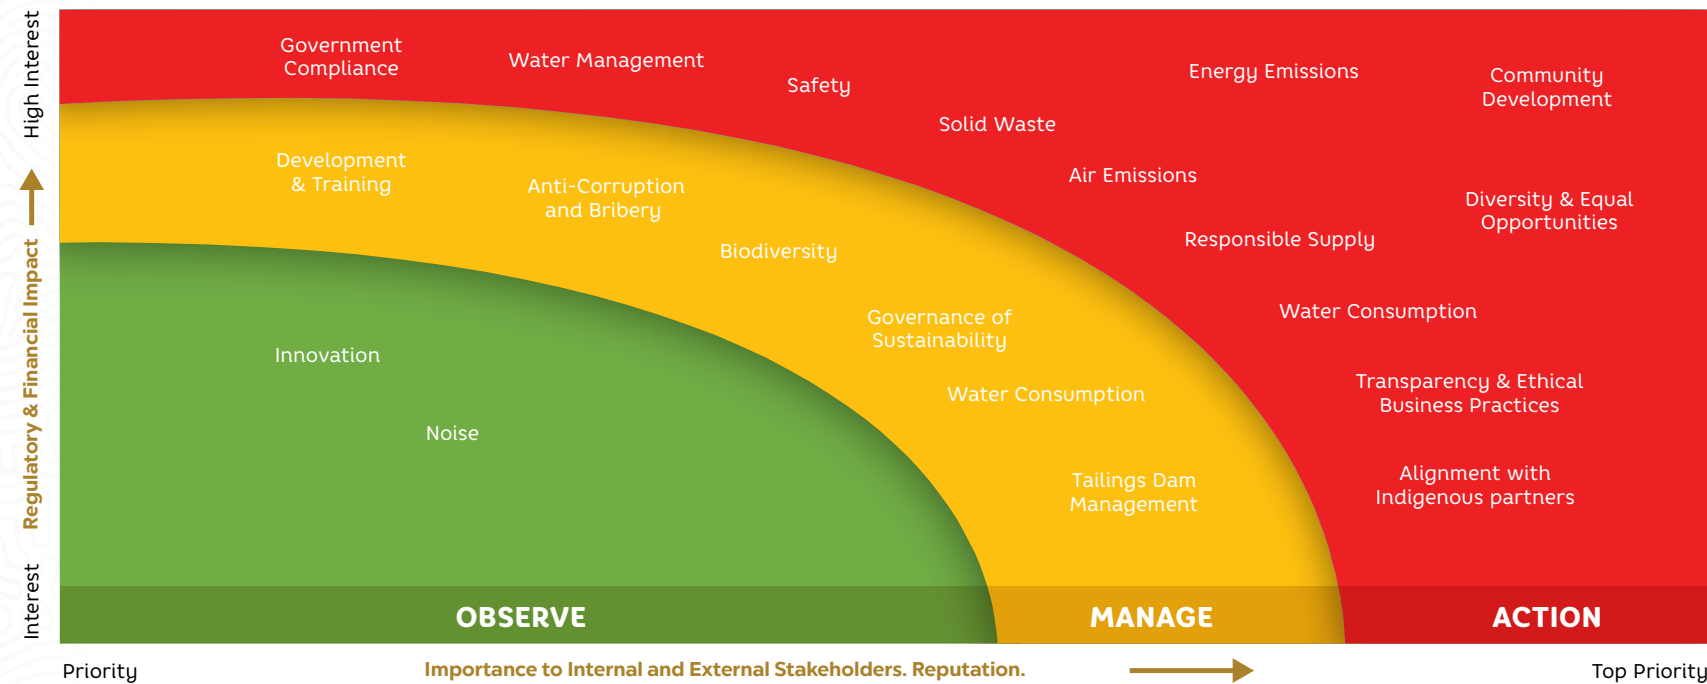 High Interest
Regulatory & Financial Impact
Interest
Government
Compliance
Water Management
Safety
Solid Waste
Energy Emissions
Community
Development
Air Emissions
Diversity & Equal
Opportunities
Responsible Supply
Water Consumption
Transparency & Ethical
Business Practices
Alignment with
Indigenous partners
Development
& Training
Anti-Corruption
and Bribery
Biodiversity
Governance of
Sustainability
Water Consumption
Tailings Dam
Management
Innovation
Noise
OBSERVE
MANAGE
ACTION
Priority
Importance to Internal and External Stakeholders. Reputation.
Top Priority